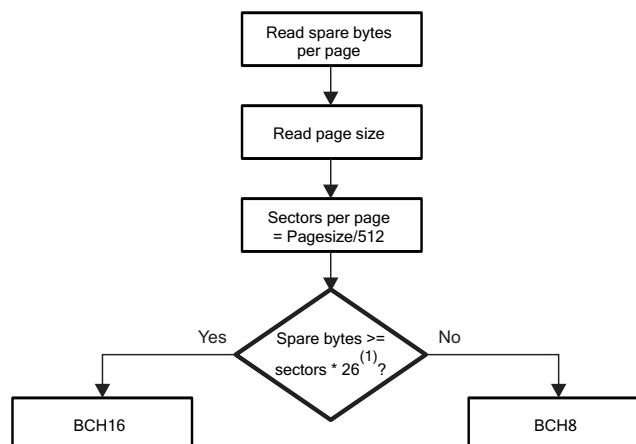 Read spare bytes
per page
Read page size
Sectors per page
= Pagesize/512
Yes
Spare bytes >=
sectors * 26(1)?
No
BCH16
BCH8